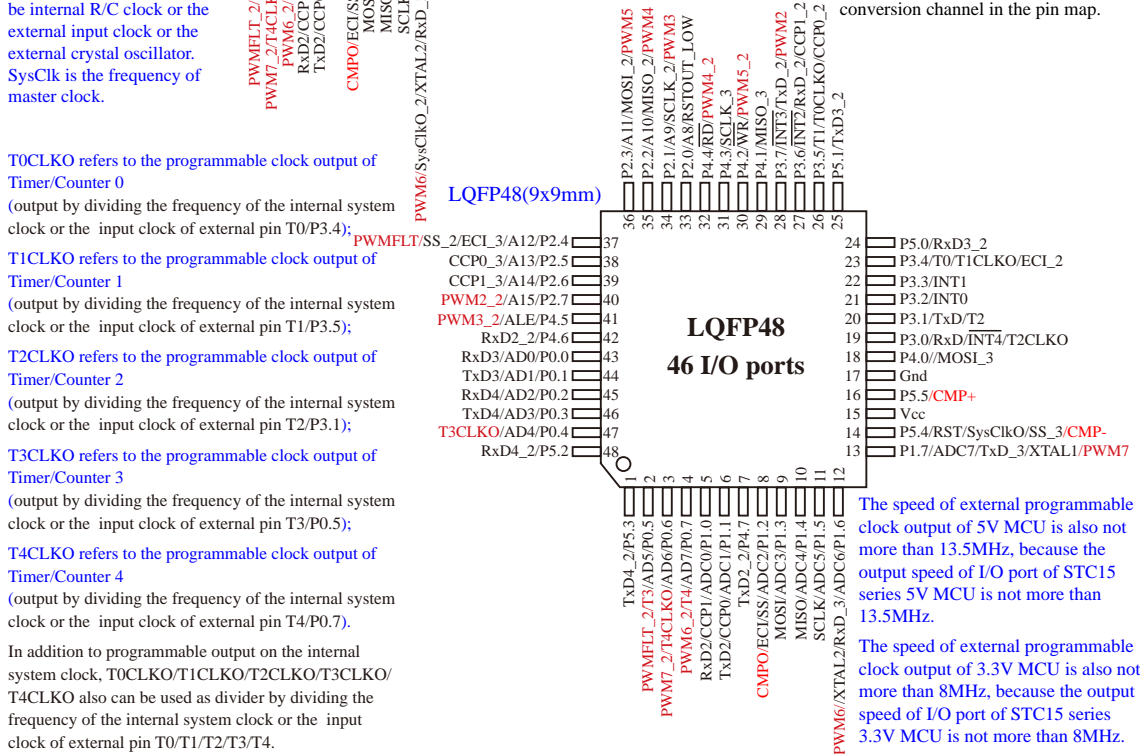 be internal R/C clock or the
external input clock or the
external crystal oscillator.
SysClk is the frequency of
master clock.
PWMFLT_2/
PWM7_2/T4CLK
PWM6_2/
RxD2/CCP
TxD2/CCP
CMPO/ECI/SS
MOS
MISO
SCL
PWM6/SysClkO_2/XTAL2/RxD_
conversion channel in the pin map.
T0CLKO refers to the programmable clock output of
Timer/Counter 0
(output by dividing the frequency of the internal system
clock or the input clock of external pin T0/P3.4);
T1CLKO refers to the programmable clock output of
Timer/Counter 1
(output by dividing the frequency of the internal system
clock or the input clock of external pin T1/P3.5);
T2CLKO refers to the programmable clock output of
Timer/Counter 2
(output by dividing the frequency of the internal system
clock or the input clock of external pin T2/P3.1);
T3CLKO refers to the programmable clock output of
Timer/Counter 3
(output by dividing the frequency of the internal system
clock or the input clock of external pin T3/P0.5);
T4CLKO refers to the programmable clock output of
Timer/Counter 4
(output by dividing the frequency of the internal system
clock or the input clock of external pin T4/P0.7).
In addition to programmable output on the internal
system clock, T0CLKO/T1CLKO/T2CLKO/T3CLKO/
T4CLKO also can be used as divider by dividing the
frequency of the internal system clock or the input
clock of external pin T0/T1/T2/T3/T4.
LQFP48(9x9mm)
P2.3/A11/MOSI_2/PWM5
P2.2/A10/MISO_2/PWM4
P2.1/A9/SCLK_2/PWM3
P2.0/A8/RSTOUT_LOW
P4.4/RD/PWM4_2
P4.3/SCLK_3
P4.2/WR/PWM5_2
P4.1/MISO_3
P3.7/INT3/TxD_2/PWM2
P3.6/INT2/RxD_2/CCP1_2
P3.5/T1/T0CLKO/CCP0_2
P5.1/TxD3_2
36
35
34
33
32
31
30
29
28
27
26
25
PWMFLT/SS_2/ECI_3/A12/P2.4 37
CCP0_3/A13/P2.5 38
CCP1_3/A14/P2.6 39
PWM2_2/A15/P2.7 40
PWM3_2/ALE/P4.5 41
RxD2_2/P4.6 42
RxD3/AD0/P0.0 43
TxD3/AD1/P0.1 44
RxD4/AD2/P0.2 45
TxD4/AD3/P0.3 46
T3CLKO/AD4/P0.4 47
RxD4_2/P5.2 48
LQFP48
46 I/O ports
24 P5.0/RxD3_2
23 P3.4/T0/T1CLKO/ECI_2
22 P3.3/INT1
21 P3.2/INT0
20 P3.1/TxD/T2
19 P3.0/RxD/INT4/T2CLKO
18 P4.0//MOSI_3
17 Gnd
16 P5.5/CMP+
15 Vcc
14 P5.4/RST/SysClkO/SS_3/CMP-
13 P1.7/ADC7/TxD_3/XTAL1/PWM7
1
2
3
4
5
6
7
8
9
10
11
12
TxD4_2/P5.3
PWMFLT_2/T3/AD5/P0.5
PWM7_2/T4CLKO/AD6/P0.6
PWM6_2/T4/AD7/P0.7
RxD2/CCP1/ADC0/P1.0
TxD2/CCP0/ADC1/P1.1
TxD2_2/P4.7
CMPO/ECI/SS/ADC2/P1.2
MOSI/ADC3/P1.3
MISO/ADC4/P1.4
SCLK/ADC5/P1.5
PWM6//XTAL2/RxD_3/ADC6/P1.6
The speed of external programmable
clock output of 5V MCU is also not
more than 13.5MHz, because the
output speed of I/O port of STC15
series 5V MCU is not more than
13.5MHz.
The speed of external programmable
clock output of 3.3V MCU is also not
more than 8MHz, because the output
speed of I/O port of STC15 series
3.3V MCU is not more than 8MHz.